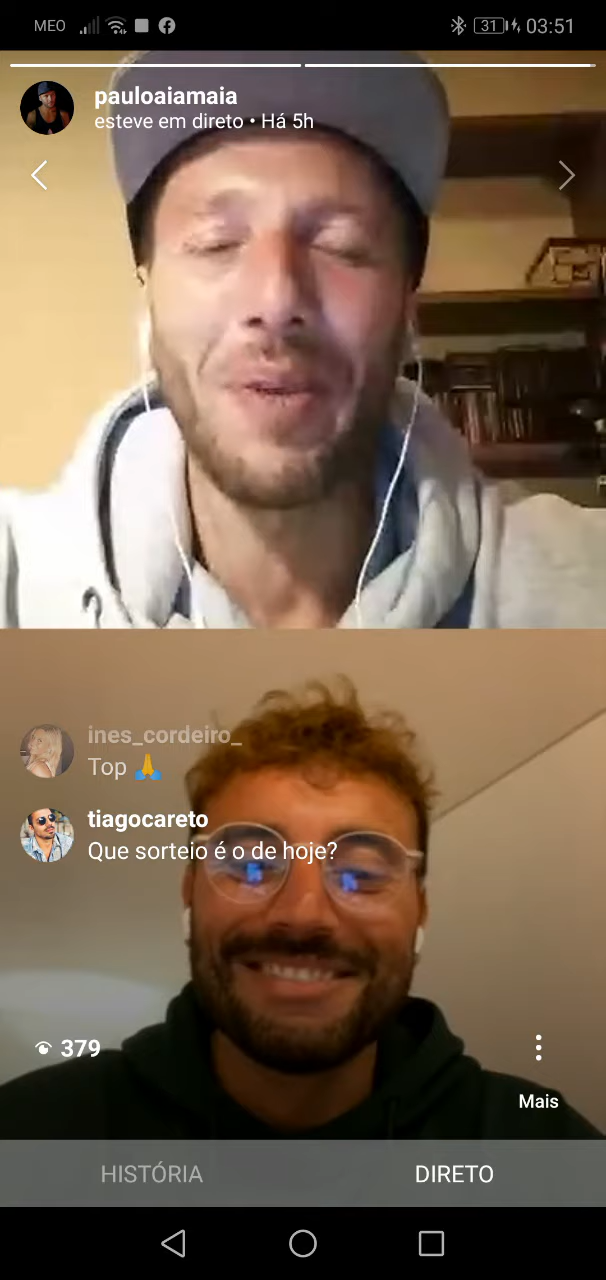 MEO
31
03:51
pauloaiamaia
esteve em direto • Há 5h
ines_cordeiro_
Top 🙏
tiagocareto
Que sorteio é o de hoje?
379
Mais
HISTÓRIA
DIRETO